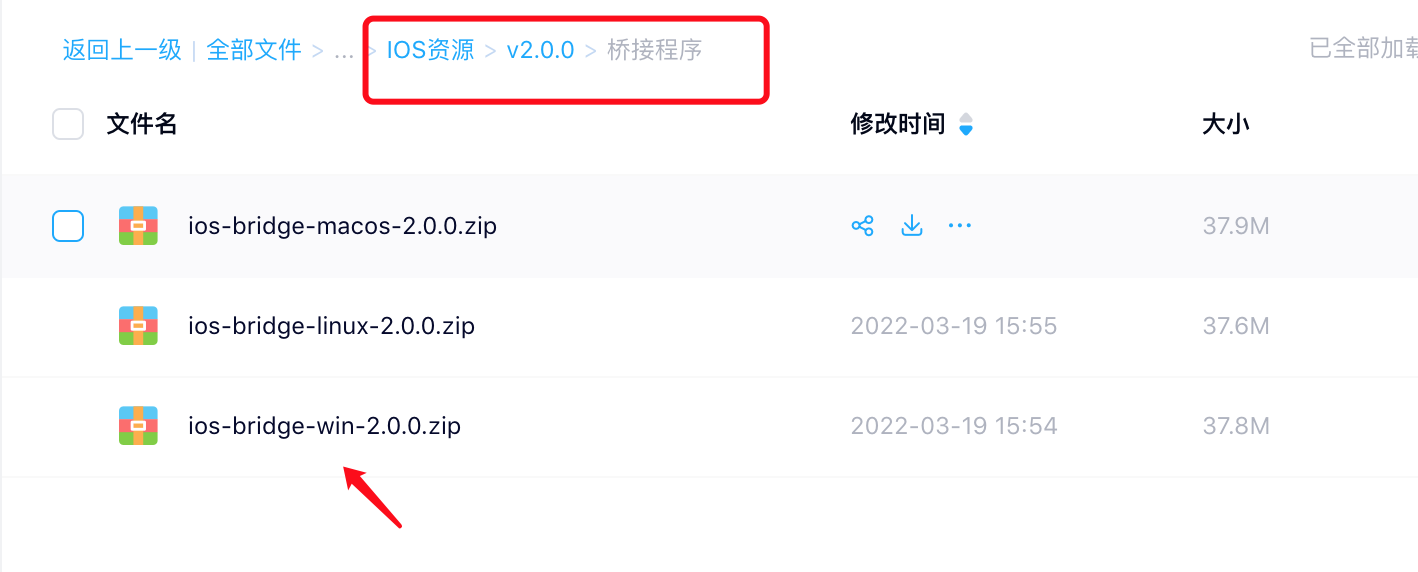 返回上一级 | 全部文件 > ... > IOS资源 > v2.0.0 > 桥接程序 已全部加载
文件名 修改时间 大小
ios-bridge-macos-2.0.0.zip 37.9M
ios-bridge-linux-2.0.0.zip 2022-03-19 15:55 37.6M
ios-bridge-win-2.0.0.zip 2022-03-19 15:54 37.8M